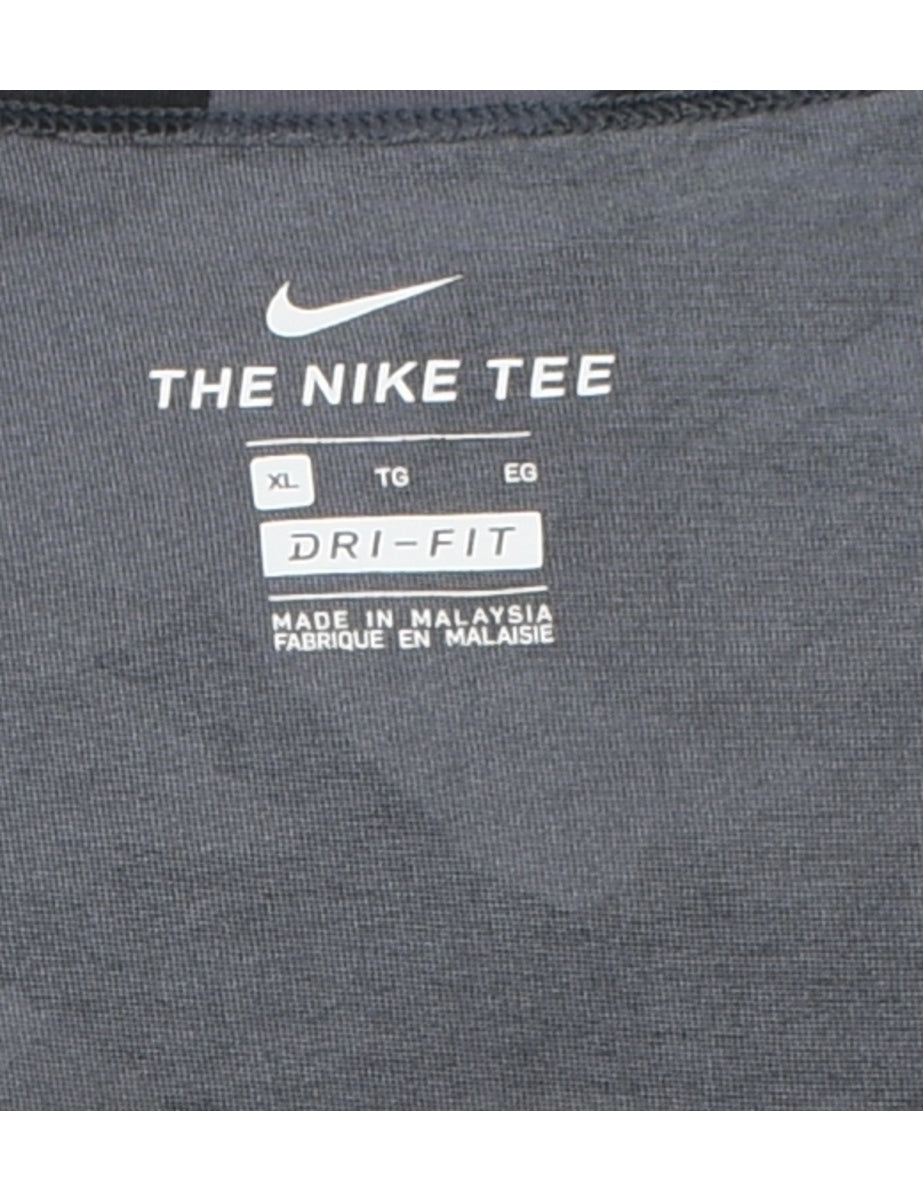 THE NIKE TEE
XL TG EG
DRI-FIT
MADE IN MALAYSIA
FABRIQUE EN MALAISIE